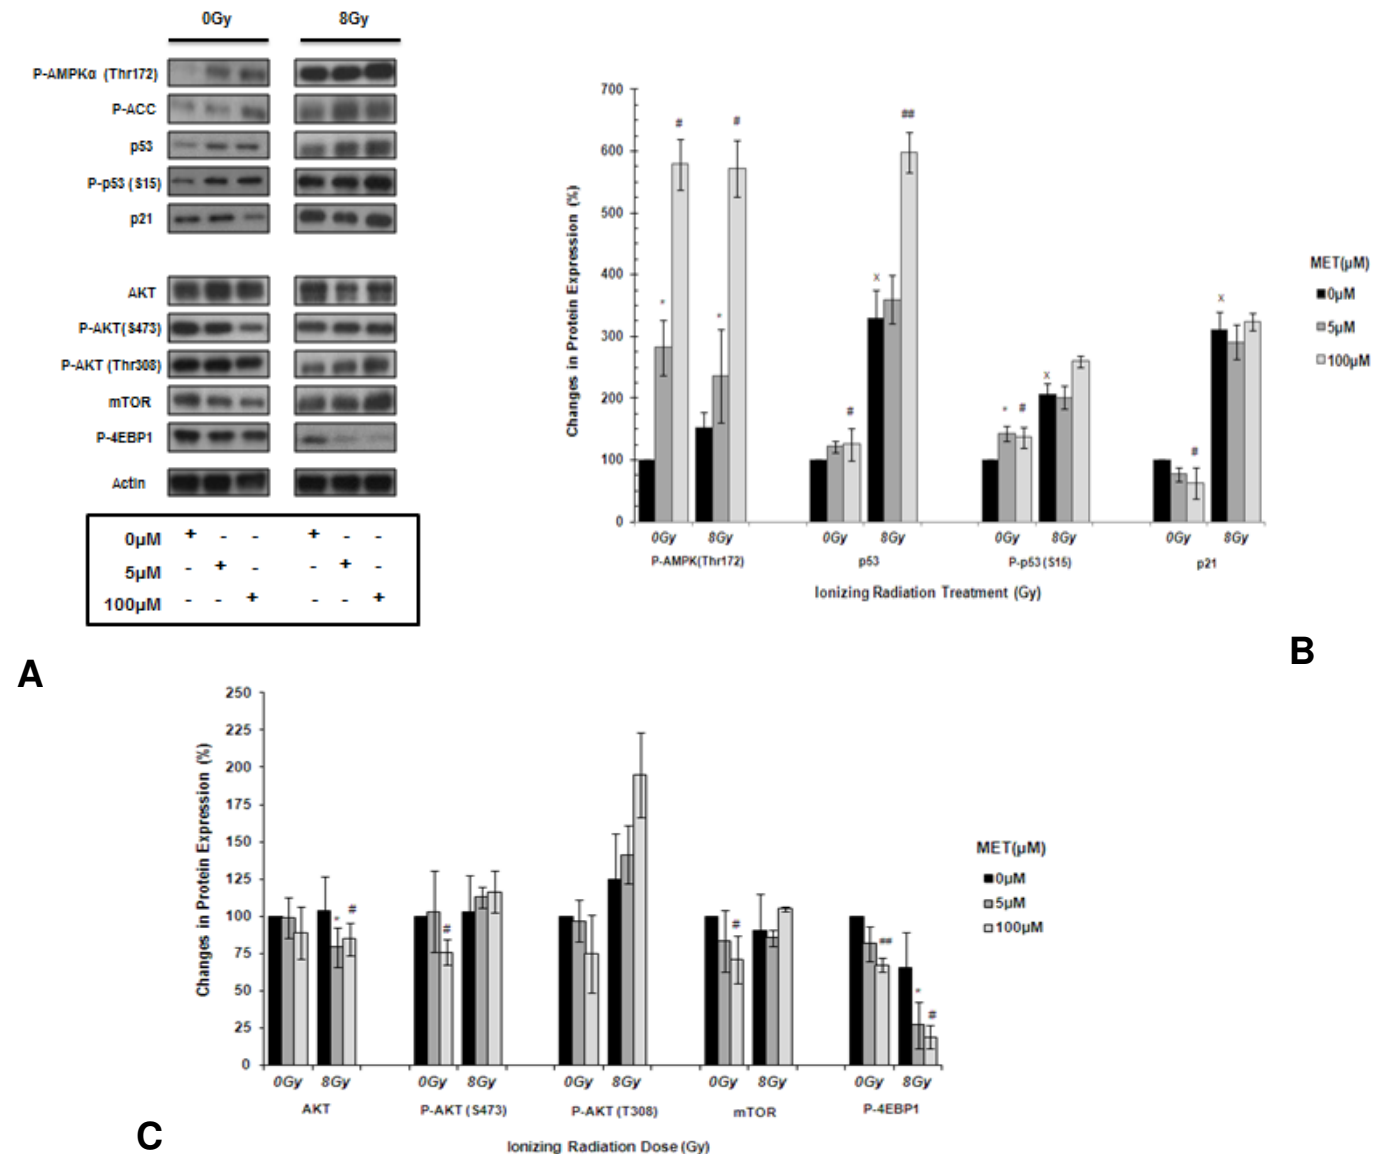 0Gy 8Gy
P-AMPKα (Thr172)
P-ACC
p53
P-p53 (S15)
p21
AKT
P-AKT(S473)
P-AKT (Thr308)
mTOR
P-4EBP1
Actin
0µM + - - + - -
5µM - + - - + -
100µM - - + - - +
A
Changes in Protein Expression (%)
700
600
500
400
300
200
100
0
* # * # # X ## * # X # X
0Gy 8Gy 0Gy 8Gy 0Gy 8Gy 0Gy 8Gy
P-AMPK(Thr172) p53 P-p53 (S15) p21
Ionizing Radiation Treatment (Gy)
MET(µM)
0µM
5µM
100µM
B
Changes in Protein Expression (%)
250
225
200
175
150
125
100
75
50
25
0
* # # # ## * #
0Gy 8Gy 0Gy 8Gy 0Gy 8Gy 0Gy 8Gy 0Gy 8Gy
AKT P-AKT (S473) P-AKT (T308) mTOR P-4EBP1
Ionizing Radiation Dose (Gy)
MET(µM)
0µM
5µM
100µM
C